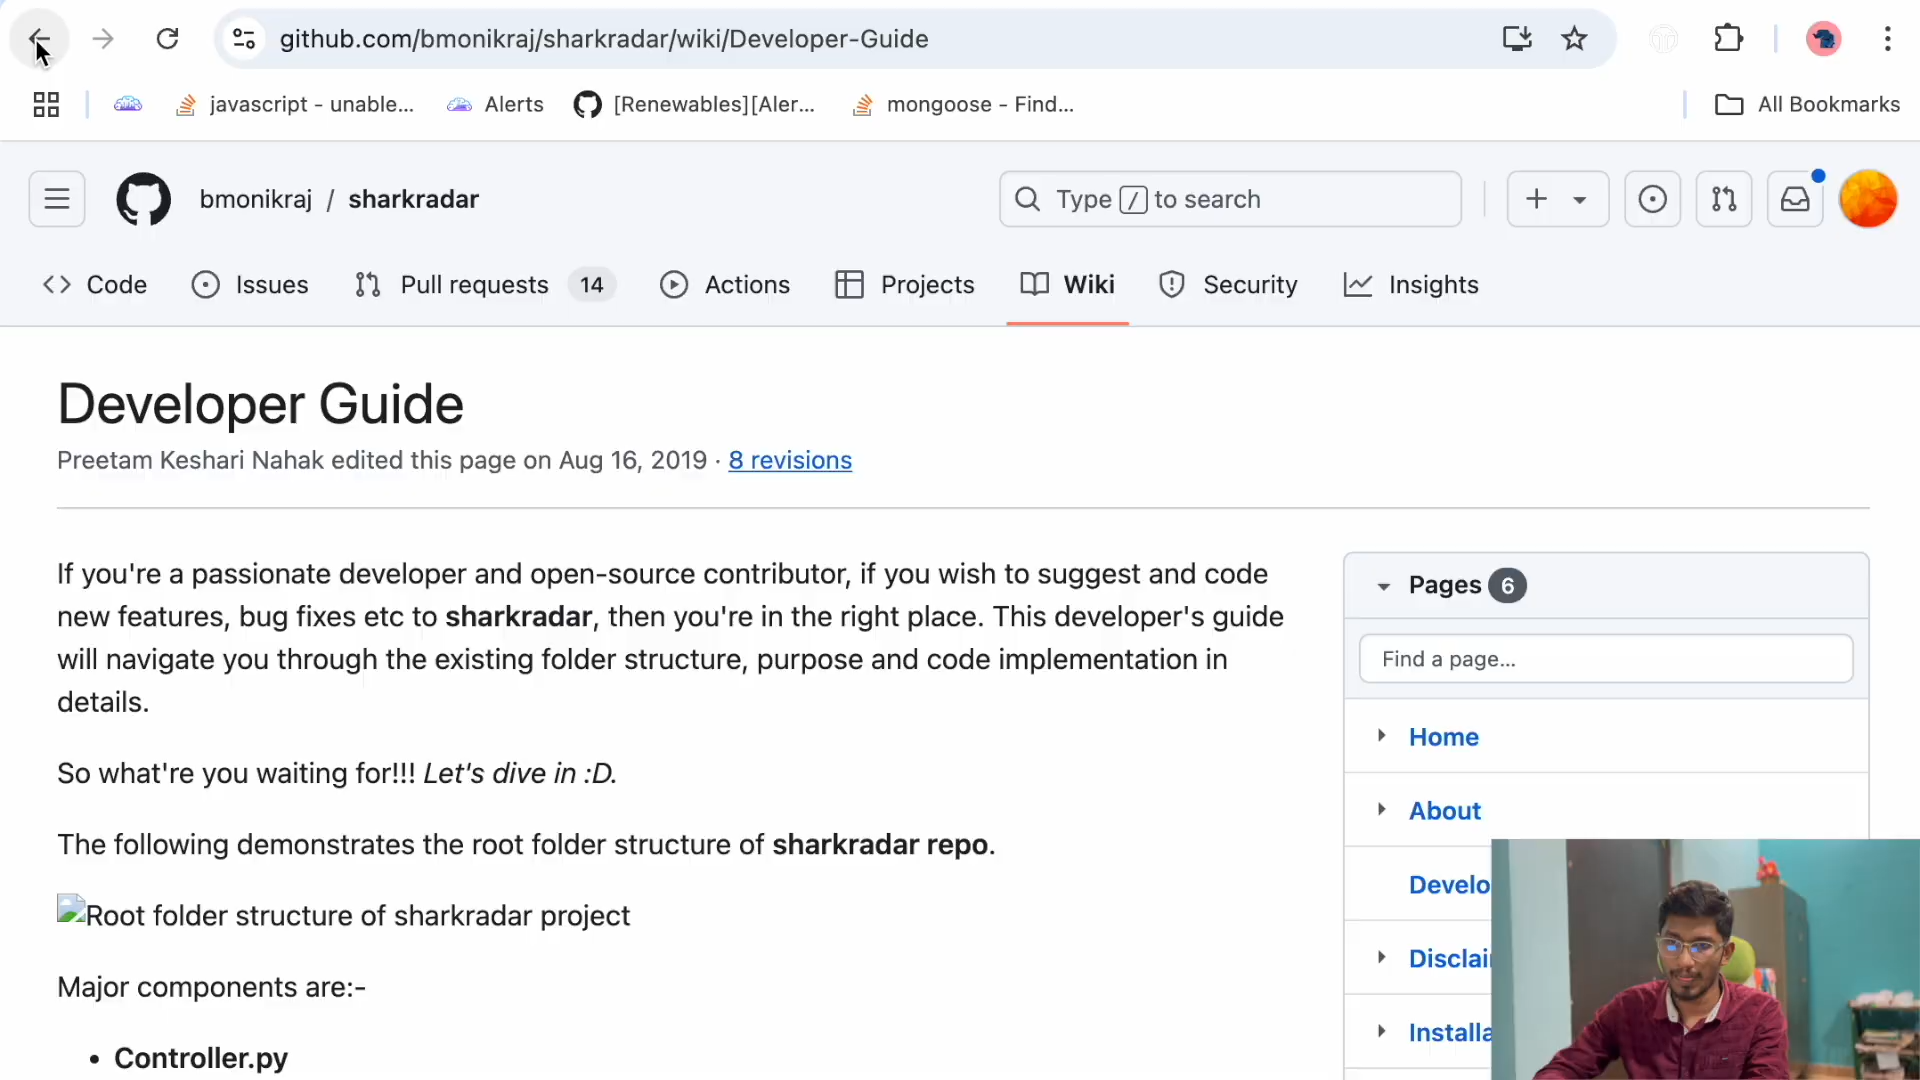 github.com/bmonikraj/sharkradar/wiki/Developer-Guide
javascript - unable...
Alerts
[Renewables][Aler...
mongoose - Find...
All Bookmarks
bmonikraj / sharkradar
Type / to search
Code
Issues
Pull requests 14
Actions
Projects
Wiki
Security
Insights
Developer Guide
Preetam Keshari Nahak edited this page on Aug 16, 2019 · 8 revisions
If you're a passionate developer and open-source contributor, if you wish to suggest and code
new features, bug fixes etc to sharkradar, then you're in the right place. This developer's guide
will navigate you through the existing folder structure, purpose and code implementation in
details.
So what're you waiting for!!! Let's dive in :D.
The following demonstrates the root folder structure of sharkradar repo.
Root folder structure of sharkradar project
Major components are:-
• Controller.py
Pages 6
Find a page...
Home
About
Develo
Disclai
Installa